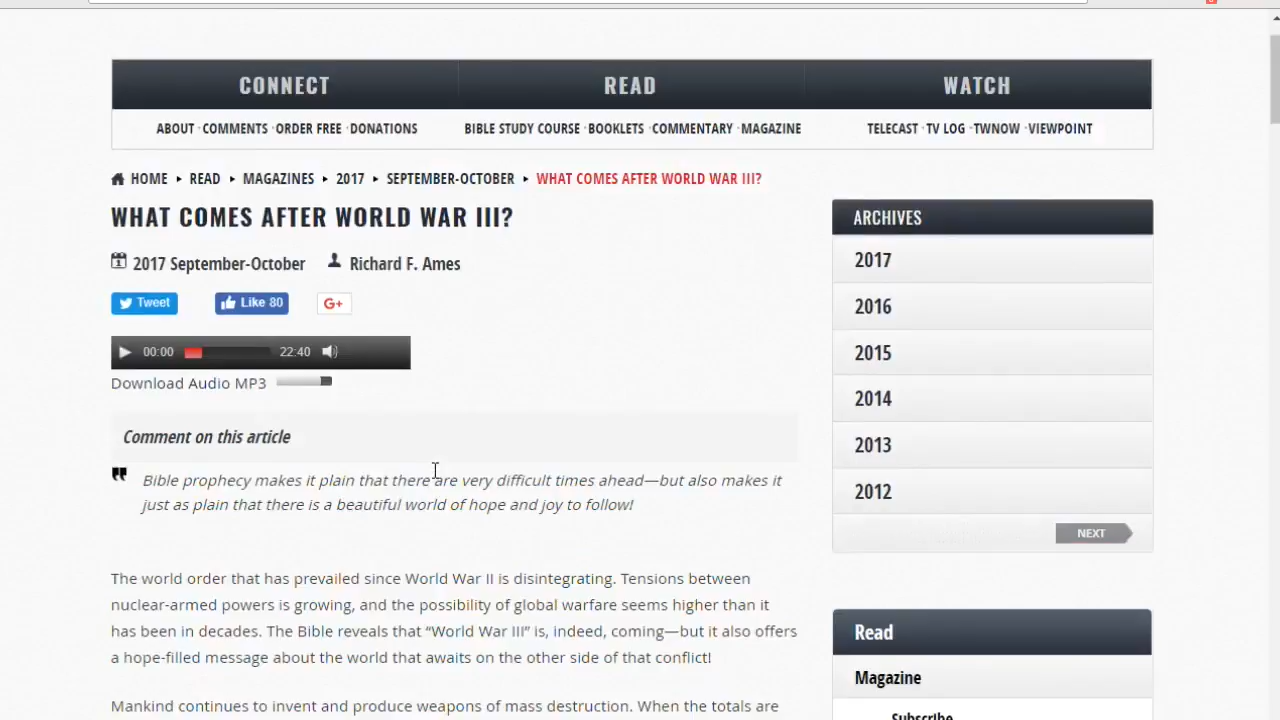 CONNECT READ WATCH
ABOUT · COMMENTS · ORDER FREE · DONATIONS BIBLE STUDY COURSE · BOOKLETS · COMMENTARY · MAGAZINE TELECAST · TV LOG · TWNOW · VIEWPOINT
HOME ▸ READ ▸ MAGAZINES ▸ 2017 ▸ SEPTEMBER-OCTOBER ▸ WHAT COMES AFTER WORLD WAR III?
WHAT COMES AFTER WORLD WAR III?
2017 September-October Richard F. Ames
Tweet Like 80 G+
00:00 22:40
Download Audio MP3
Comment on this article
Bible prophecy makes it plain that there are very difficult times ahead—but also makes it
just as plain that there is a beautiful world of hope and joy to follow!
The world order that has prevailed since World War II is disintegrating. Tensions between
nuclear-armed powers is growing, and the possibility of global warfare seems higher than it
has been in decades. The Bible reveals that “World War III” is, indeed, coming—but it also offers
a hope-filled message about the world that awaits on the other side of that conflict!
Mankind continues to invent and produce weapons of mass destruction. When the totals are
ARCHIVES
2017
2016
2015
2014
2013
2012
NEXT
Read
Magazine
Subscribe